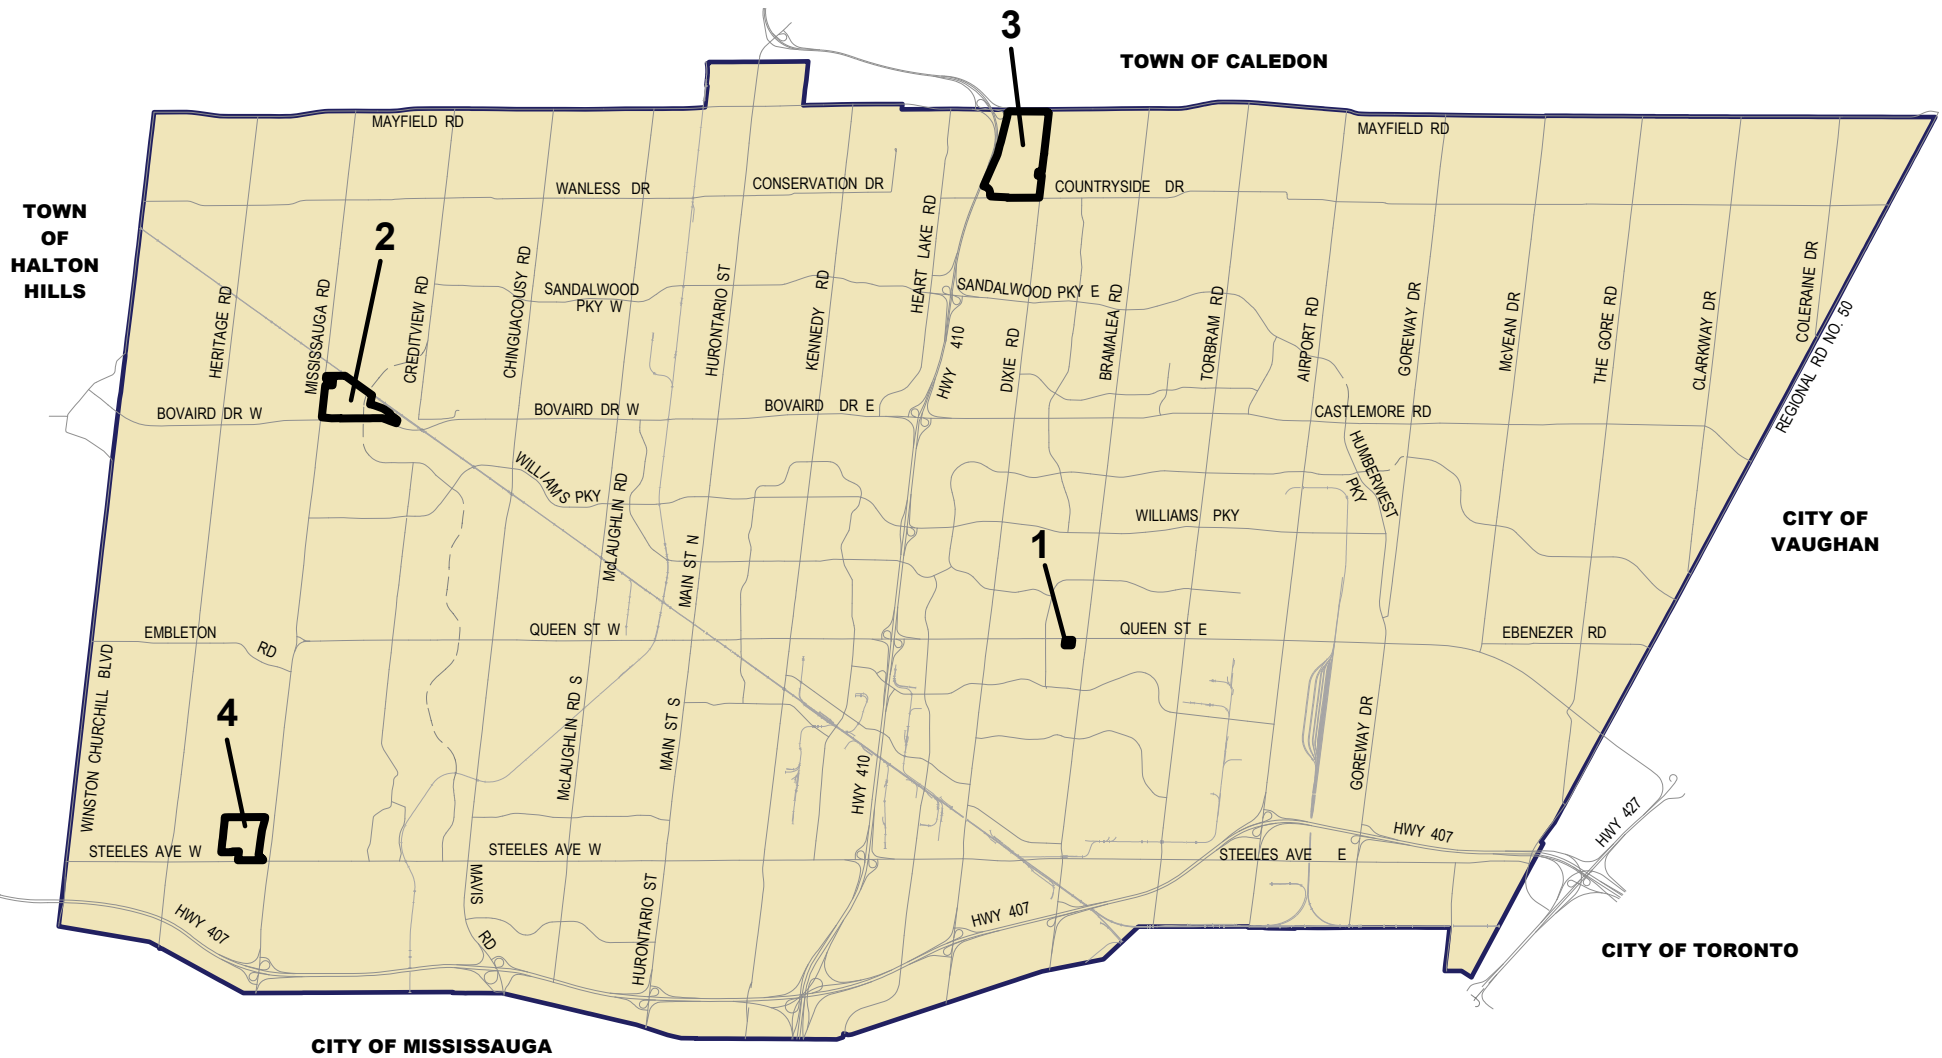 3
TOWN OF CALEDON
MAYFIELD RD
MAYFIELD RD
WANLESS DR
CONSERVATION DR
COUNTRYSIDE DR
TOWN
OF
HALTON
HILLS
2
HERITAGE RD
MISSISSAUGA RD
CREDITVIEW RD
CHINGUACOUSY RD
SANDALWOOD
PKY W
HURONTARIO ST
KENNEDY RD
HEART LAKE RD
SANDALWOOD PKY E
HWY 410
DIXIE RD
BRAMALEA RD
TORBRAM RD
AIRPORT RD
GOREWAY DR
McVEAN DR
THE GORE RD
CLARKWAY DR
COLERAINE DR
REGIONAL RD NO. 50
BOVAIRD DR W
BOVAIRD DR W
BOVAIRD DR E
CASTLEMORE RD
WILLIAMS PKY
McLAUGHLIN RD
HUMBERWEST
PKY
WILLIAMS PKY
CITY OF
VAUGHAN
1
MAIN ST N
EMBLETON
RD
QUEEN ST W
QUEEN ST E
EBENEZER RD
WINSTON CHURCHILL BLVD
4
McLAUGHLIN RD S
MAIN ST S
HWY 410
GOREWAY DR
HWY 427
HWY 407
STEELES AVE W
STEELES AVE W
STEELES AVE E
MAVIS
RD
HURONTARIO ST
HWY 407
HWY 407
CITY OF TORONTO
CITY OF MISSISSAUGA